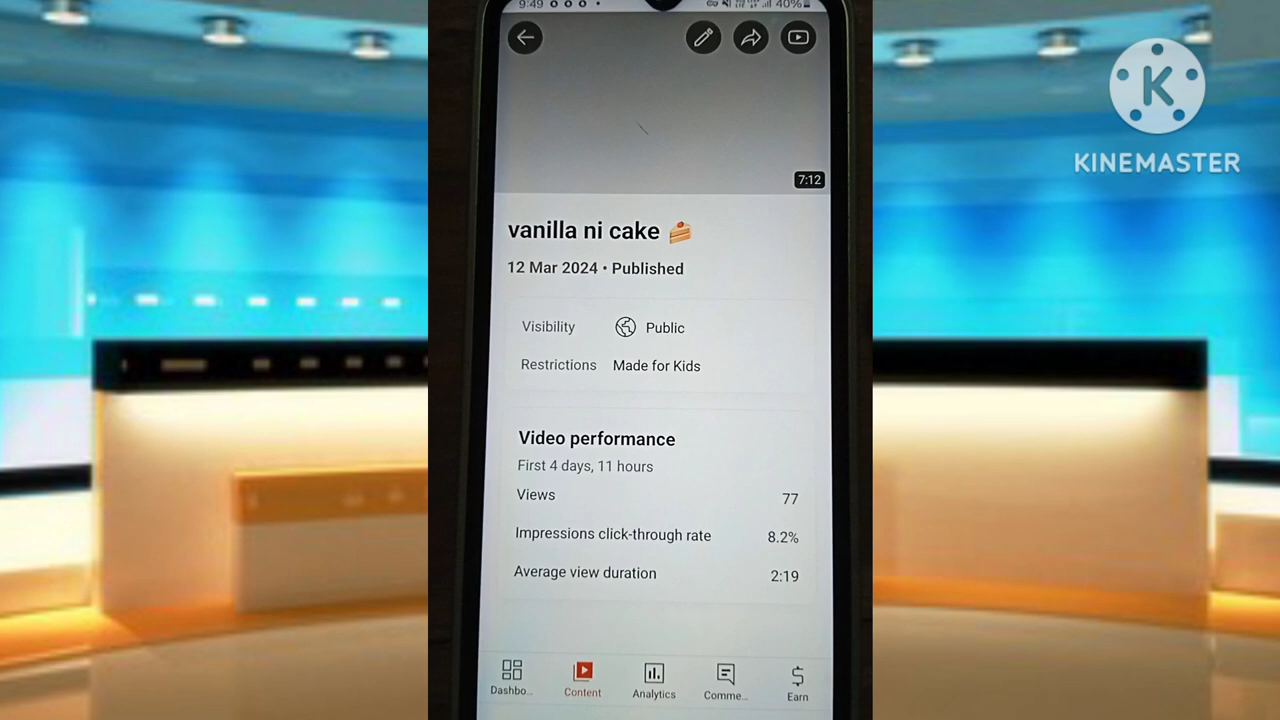 9:49
40%
7:12
vanilla ni cake 🍰
12 Mar 2024 • Published
Visibility Public
Restrictions Made for Kids
Video performance
First 4 days, 11 hours
Views 77
Impressions click-through rate 8.2%
Average view duration 2:19
Dashbo... Content Analytics Comme... Earn
K
KINEMASTER